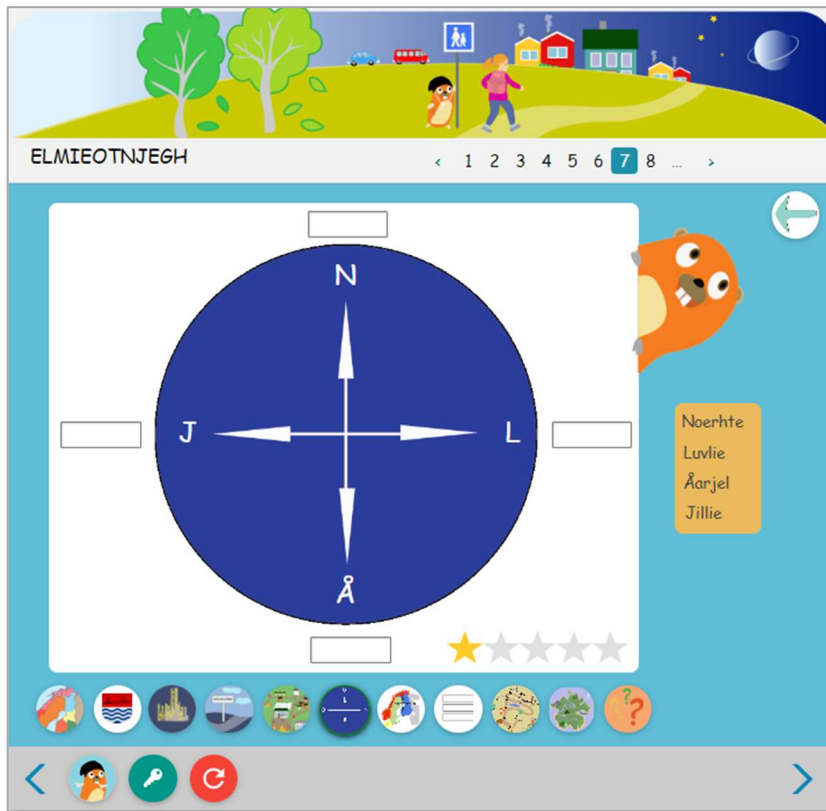 ELMIEOTNJEGH
‹ 1 2 3 4 5 6 7 8 ... ›
N
J L
Å
Noerhte
Luvlie
Åarjel
Jillie